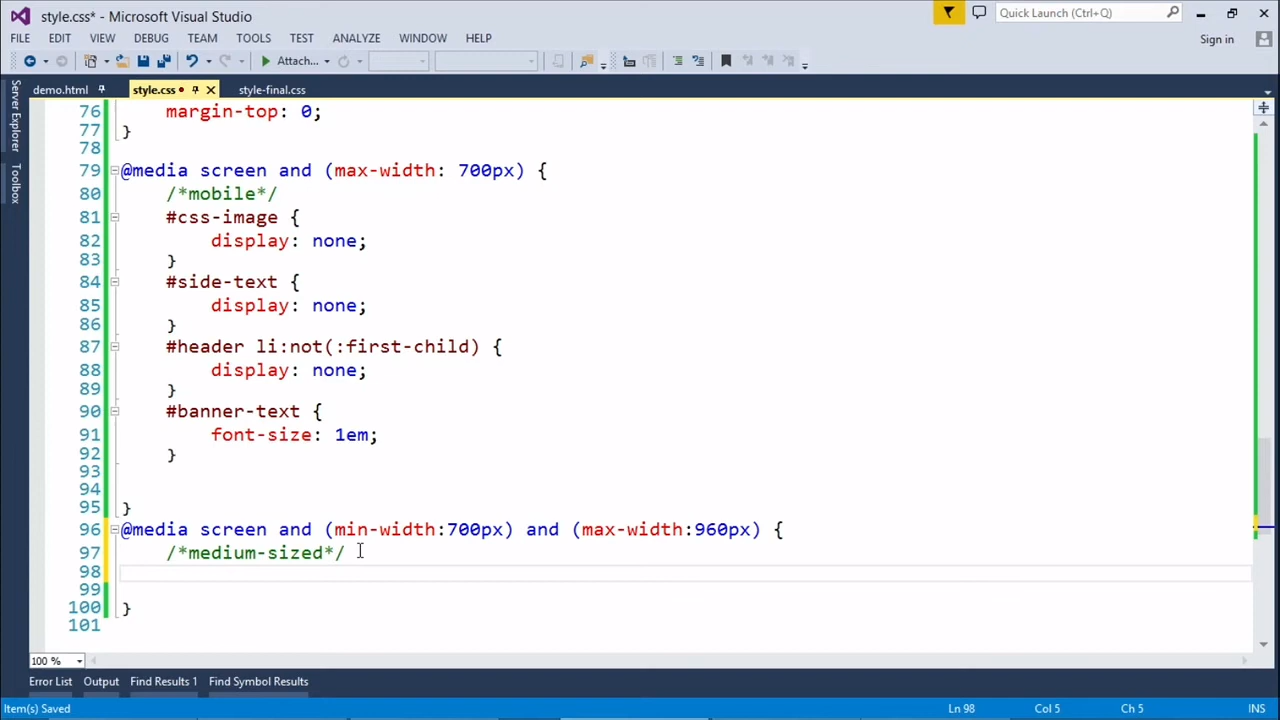 style.css* - Microsoft Visual Studio
Quick Launch (Ctrl+Q)
FILE EDIT VIEW DEBUG TEAM TOOLS TEST ANALYZE WINDOW HELP
Sign in
Attach...
Server Explorer
Toolbox
demo.html style.css style-final.css
76 margin-top: 0;
77 }
78
79 @media screen and (max-width: 700px) {
80 /*mobile*/
81 #css-image {
82 display: none;
83 }
84 #side-text {
85 display: none;
86 }
87 #header li:not(:first-child) {
88 display: none;
89 }
90 #banner-text {
91 font-size: 1em;
92 }
93
94
95 }
96 @media screen and (min-width:700px) and (max-width:960px) {
97 /*medium-sized*/
98
99
100 }
101
100 %
Error List Output Find Results 1 Find Symbol Results
Item(s) Saved Ln 98 Col 5 Ch 5 INS